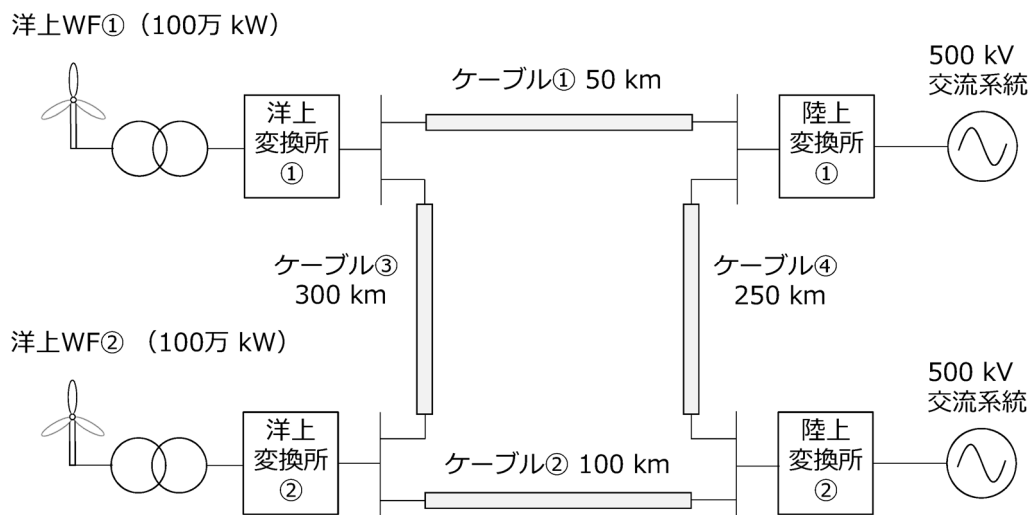 洋上WF①（100万 kW）
500 kV
交流系統
ケーブル① 50 km
洋上
変換所
①
陸上
変換所
①
ケーブル③
300 km
ケーブル④
250 km
洋上WF② （100万 kW）
500 kV
交流系統
洋上
変換所
②
ケーブル② 100 km
陸上
変換所
②